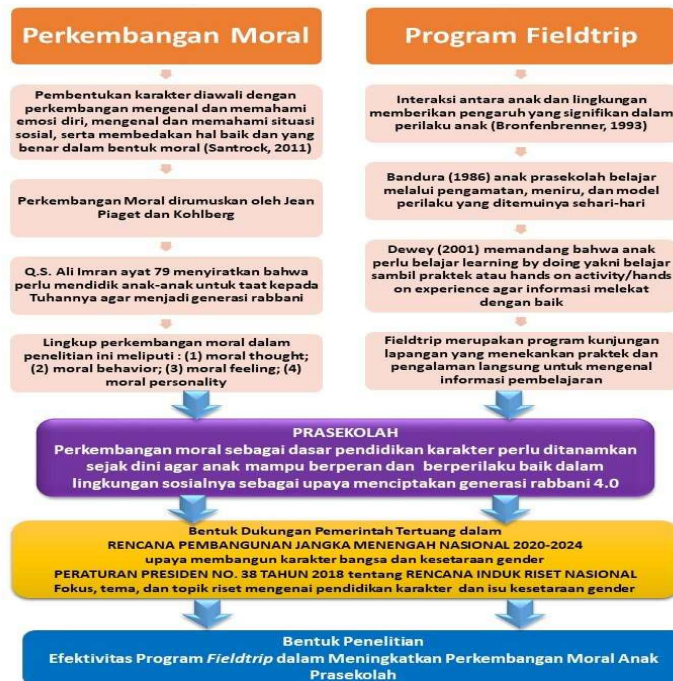 Perkembangan Moral
Pembentukan karakter diawali dengan
perkembangan mengenal dan memahami
emosi diri, mengenal dan memahami situasi
sosial, serta membedakan hal baik dan yang
benar dalam bentuk moral (Santrock, 2011)
Perkembangan Moral dirumuskan oleh Jean
Piaget dan Kohlberg
Q.S. Ali Imran ayat 79 menyiratkan bahwa
perlu mendidik anak-anak untuk taat kepada
Tuhannya agar menjadi generasi rabbani
Lingkup perkembangan moral dalam
penelitian ini meliputi : (1) moral thought;
(2) moral behavior; (3) moral feeling; (4)
moral personality
Program Fieldtrip
Interaksi antara anak dan lingkungan
memberikan pengaruh yang signifikan dalam
perilaku anak (Bronfenbrenner, 1993)
Bandura (1986) anak prasekolah belajar
melalui pengamatan, meniru, dan model
perilaku yang ditemuinya sehari-hari
Dewey (2001) memandang bahwa anak
perlu belajar learning by doing yakni belajar
sambil praktek atau hands on activity/hands
on experience agar informasi melekat
dengan baik
Fieldtrip merupakan program kunjungan
lapangan yang menekankan praktek dan
pengalaman langsung untuk mengenal
informasi pembelajaran
PRASEKOLAH
Perkembangan moral sebagai dasar pendidikan karakter perlu ditanamkan
sejak dini agar anak mampu berperan dan berperilaku baik dalam
lingkungan sosialnya sebagai upaya menciptakan generasi rabbani 4.0
Bentuk Dukungan Pemerintah Tertuang dalam
RENCANA PEMBANGUNAN JANGKA MENENGAH NASIONAL 2020-2024
upaya membangun karakter bangsa dan kesetaraan gender
PERATURAN PRESIDEN NO. 38 TAHUN 2018 tentang RENCANA INDUK RISET NASIONAL
Fokus, tema, dan topik riset mengenai pendidikan karakter dan isu kesetaraan gender
Bentuk Penelitian
Efektivitas Program Fieldtrip dalam Meningkatkan Perkembangan Moral Anak
Prasekolah